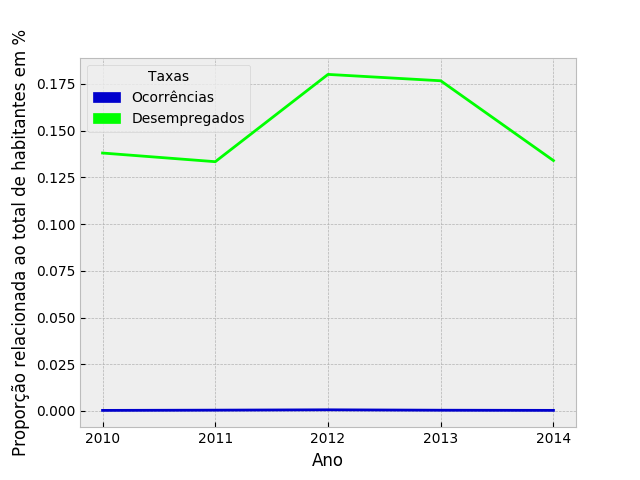 Proporção relacionada ao total de habitantes em %
0.175
0.150
0.125
0.100
0.075
0.050
0.025
0.000
Taxas
Ocorrências
Desempregados
2010 2011 2012 2013 2014
Ano